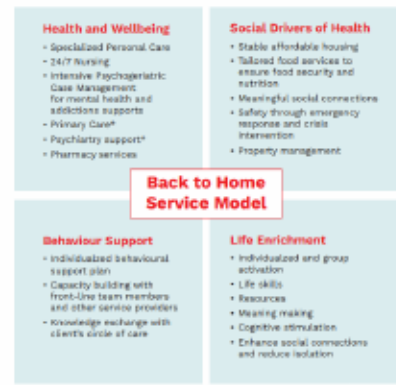 Health and Wellbeing
• Specialized Personal Care
• 24/7 Nursing
• Intensive Psychogeriatric
Case Management
for mental health and
addictions supports
• Primary Care*
• Psychiatry support*
• Pharmacy services
Social Drivers of Health
• Stable affordable housing
• Tailored food services to
ensure food security and
nutrition
• Meaningful social connections
• Safety through emergency
response and crisis
intervention
• Property management
Back to Home
Service Model
Behaviour Support
• Individualized behavioural
support plan
• Capacity building with
front-line team members
and other service providers
• Knowledge exchange with
client's circle of care
Life Enrichment
• Individualized and group
activation
• Life skills
• Resources
• Meaning making
• Cognitive stimulation
• Enhance social connections
and reduce isolation